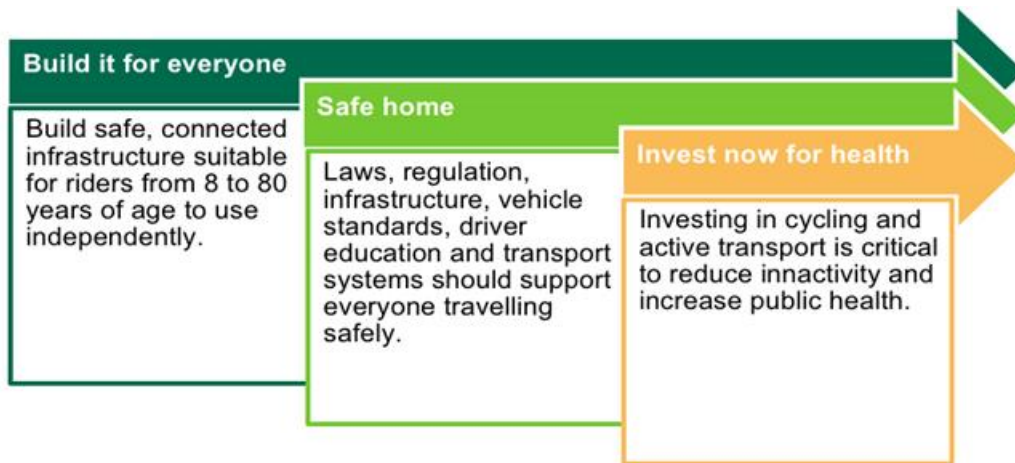 Build it for everyone
Build safe, connected
infrastructure suitable
for riders from 8 to 80
years of age to use
independently.
Safe home
Laws, regulation,
infrastructure, vehicle
standards, driver
education and transport
systems should support
everyone travelling
safely.
Invest now for health
Investing in cycling and
active transport is critical
to reduce innactivity and
increase public health.